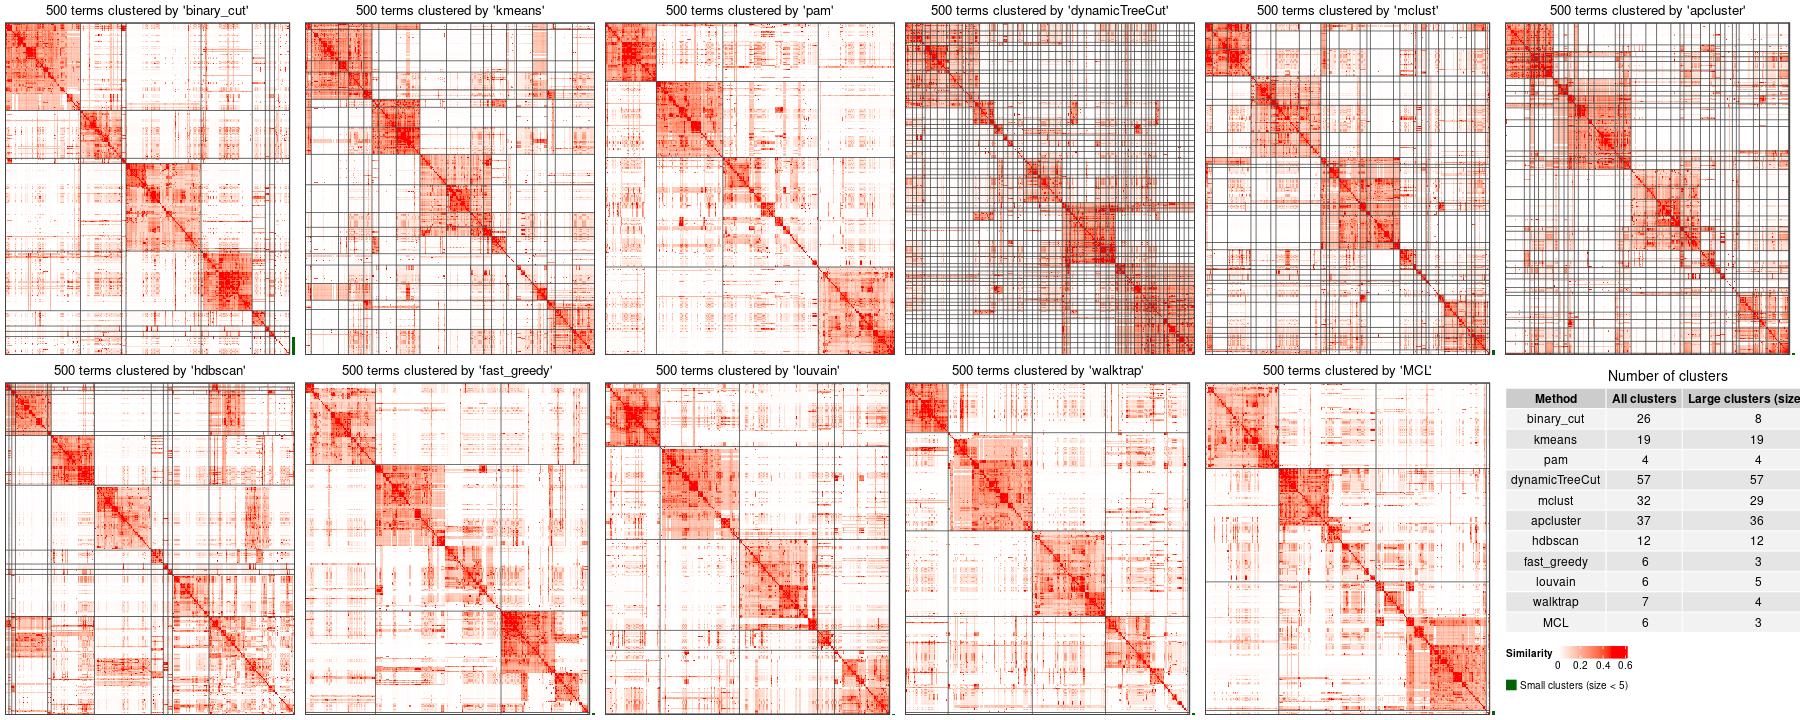 500 terms clustered by 'binary_cut'
500 terms clustered by 'kmeans'
500 terms clustered by 'pam'
500 terms clustered by 'dynamicTreeCut'
500 terms clustered by 'mclust'
500 terms clustered by 'apcluster'
500 terms clustered by 'hdbscan'
500 terms clustered by 'fast_greedy'
500 terms clustered by 'louvain'
500 terms clustered by 'walktrap'
500 terms clustered by 'MCL'
Number of clusters
Method All clusters Large clusters (size
binary_cut 26 8
kmeans 19 19
pam 4 4
dynamicTreeCut 57 57
mclust 32 29
apcluster 37 36
hdbscan 12 12
fast_greedy 6 3
louvain 6 5
walktrap 7 4
MCL 6 3
Similarity
0 0.2 0.4 0.6
Small clusters (size < 5)